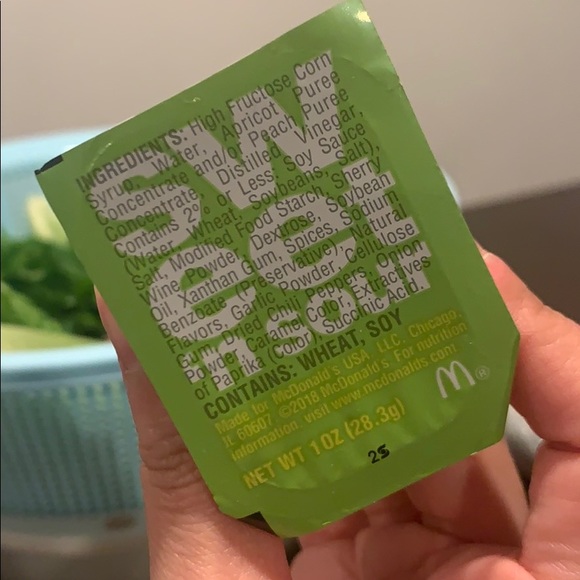 SW
EET
N SOUR
INGREDIENTS: High Fructose Corn
Syrup, Water, Apricot Puree
Concentrate and/or Peach Puree
Concentrate, Distilled Vinegar,
Contains 2% or Less: Soy Sauce
(Water, Wheat, Soybeans, Salt),
Salt, Modified Food Starch, Sherry
Wine Powder, Dextrose, Soybean
Oil, Xanthan Gum, Spices, Sodium
Benzoate (Preservative), Natural
Flavors, Garlic Powder, Cellulose
Gum, Dried Chili Peppers, Onion
Powder, Caramel Color, Extractives
of Paprika (Color), Succinic Acid.
CONTAINS: WHEAT, SOY
Made for McDonald's USA, LLC, Chicago,
IL 60607 ©2018 McDonald's. For nutrition
information visit www.mcdonalds.com
NET WT 1 OZ (28.3g)
M®
25